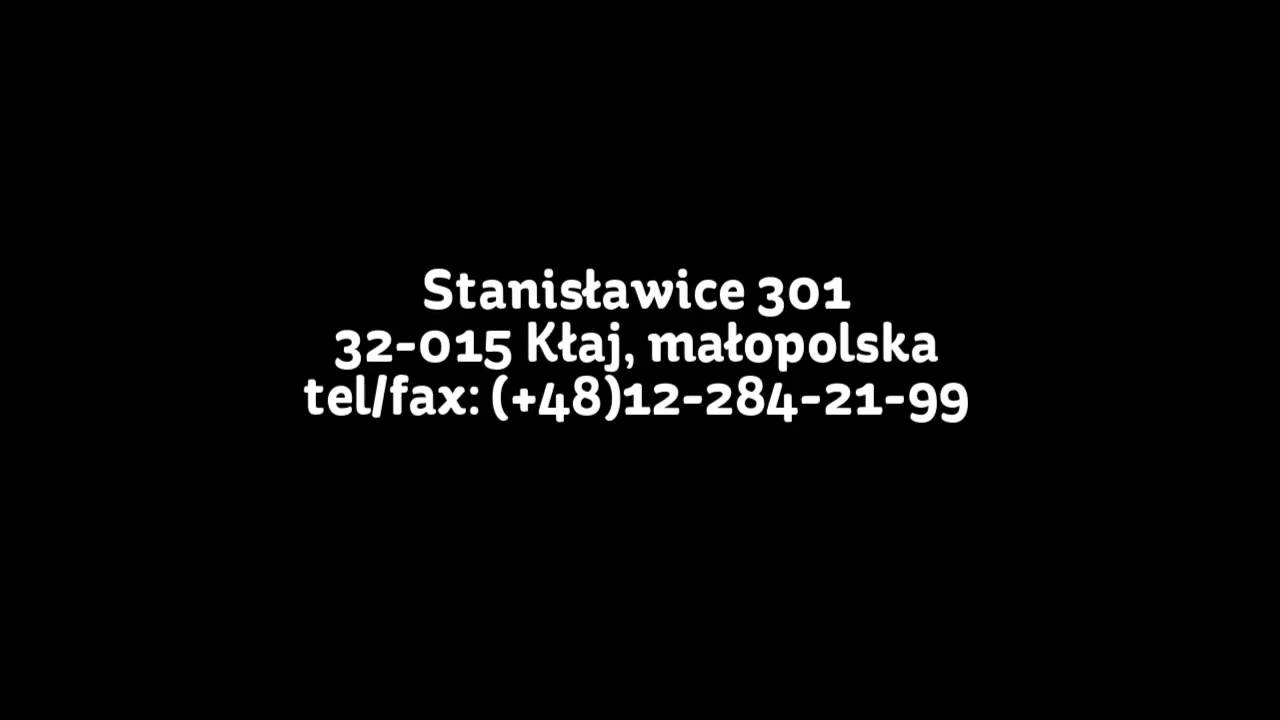 Stanisławice 301
32-015 Kłaj, małopolska
tel/fax: (+48)12-284-21-99